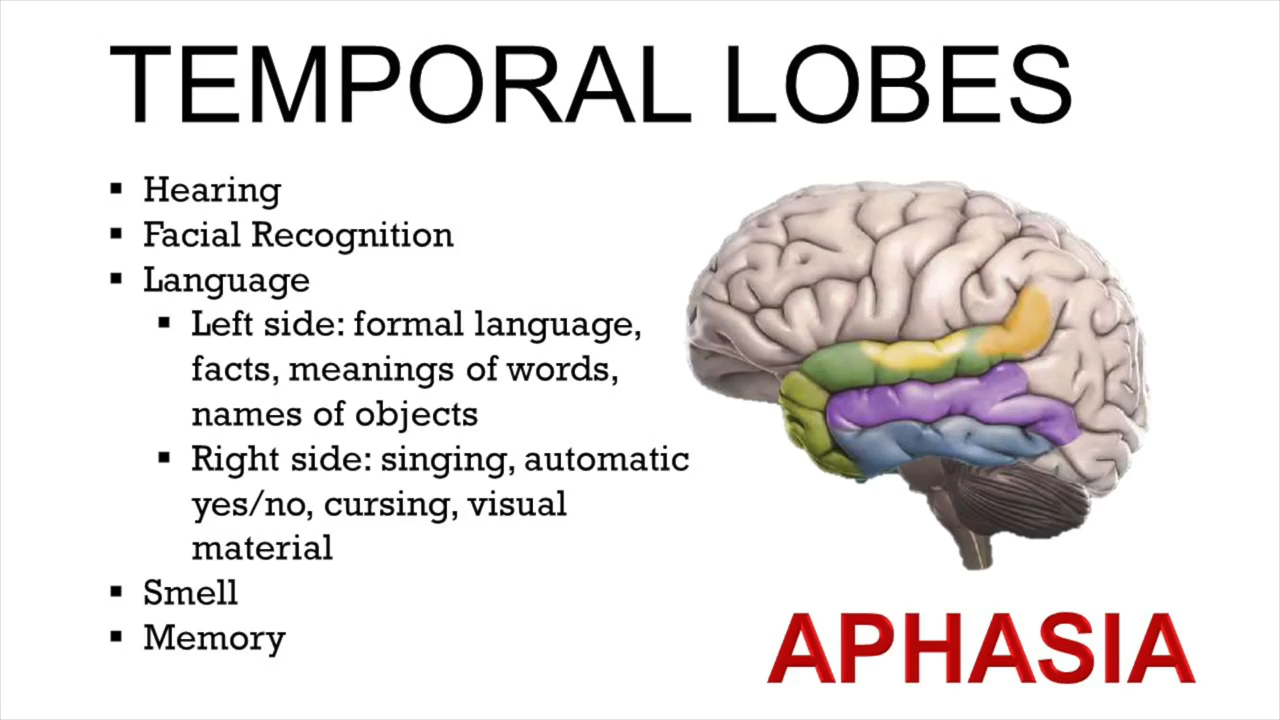 TEMPORAL LOBES
▪ Hearing
▪ Facial Recognition
▪ Language
▪ Left side: formal language,
facts, meanings of words,
names of objects
▪ Right side: singing, automatic
yes/no, cursing, visual
material
▪ Smell
▪ Memory
APHASIA